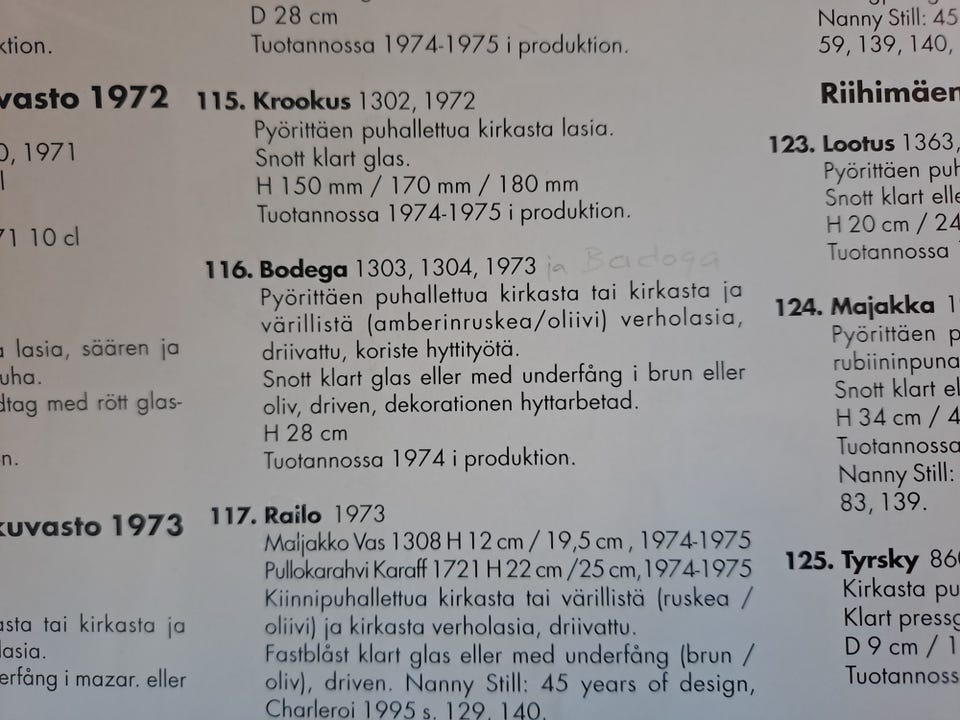 ktion.
vasto 1972
0, 1971
71 10 cl
a lasia, säären ja
uha.
dtag med rött glas-
n.
kuvasto 1973
asta tai kirkasta ja
lasia.
erfång i mazar. eller
D 28 cm
Tuotannossa 1974-1975 i produktion.
115. Krookus 1302, 1972
Pyörittäen puhallettua kirkasta lasia.
Snott klart glas.
H 150 mm / 170 mm / 180 mm
Tuotannossa 1974-1975 i produktion.
116. Bodega 1303, 1304, 1973 ja Badoga
Pyörittäen puhallettua kirkasta tai kirkasta ja
värillistä (amberinruskea/oliivi) verholasia,
driivattu, koriste hyttityötä.
Snott klart glas eller med underfång i brun eller
oliv, driven, dekorationen hyttarbetad.
H 28 cm
Tuotannossa 1974 i produktion.
117. Railo 1973
Maljakko Vas 1308 H 12 cm / 19,5 cm , 1974-1975
Pullokarahvi Karaff 1721 H 22 cm /25 cm, 1974-1975
Kiinnipuhallettua kirkasta tai värillistä (ruskea /
oliivi) ja kirkasta verholasia, driivattu.
Fastblåst klart glas eller med underfång (brun /
oliv), driven. Nanny Still: 45 years of design,
Charleroi 1995 s. 129, 140.
Nanny Still: 45
59, 139, 140,
Riihimäen
123. Lootus 1363,
Pyörittäen puh
Snott klart elle
H 20 cm / 24
Tuotannossa
124. Majakka 1
Pyörittäen p
rubiininpuna
Snott klart el
H 34 cm / 4
Tuotannossa
Nanny Still:
83, 139.
125. Tyrsky 860
Kirkasta pu
Klart pressg
D 9 cm / 1
Tuotannoss